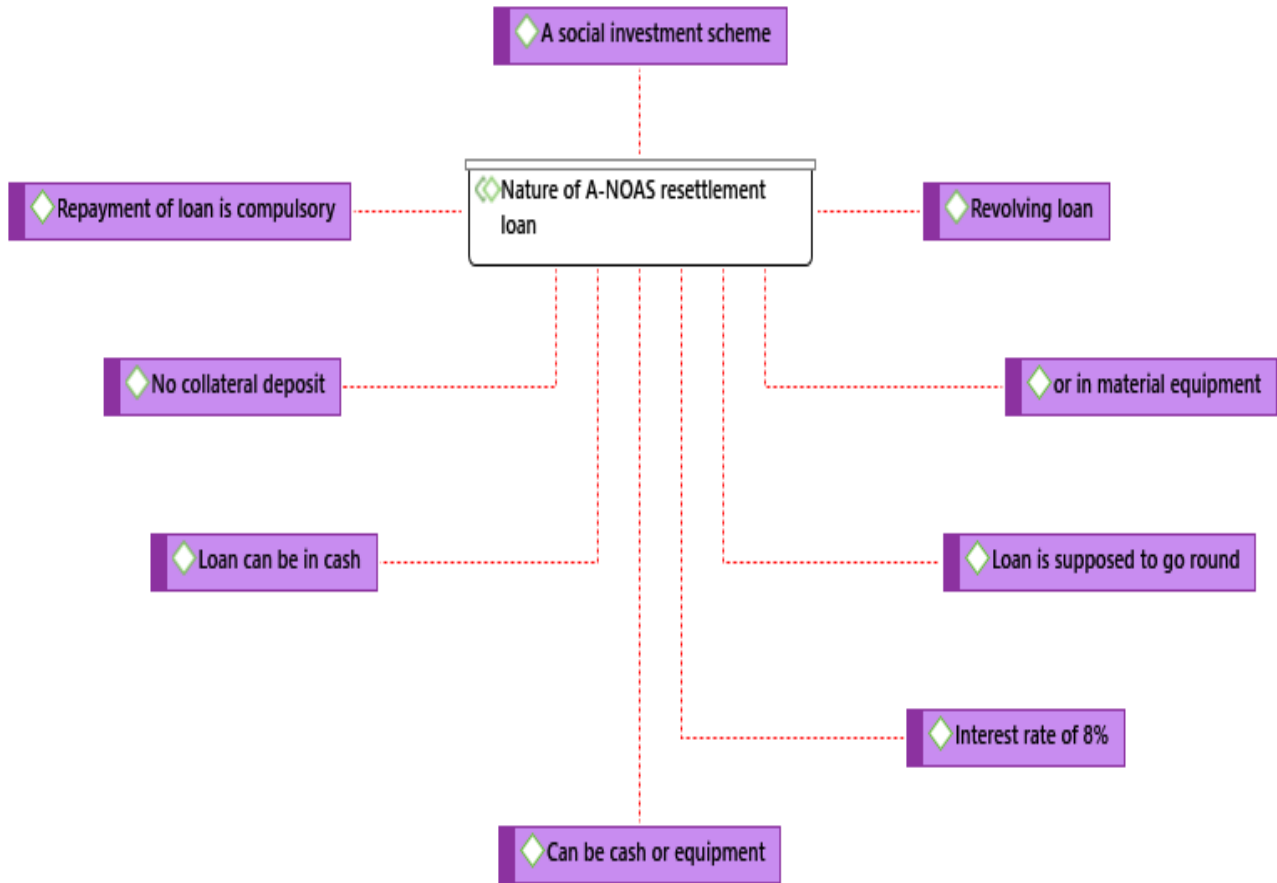 A social investment scheme
Nature of A-NOAS resettlement
loan
Repayment of loan is compulsory
Revolving loan
No collateral deposit
or in material equipment
Loan can be in cash
Loan is supposed to go round
Interest rate of 8%
Can be cash or equipment